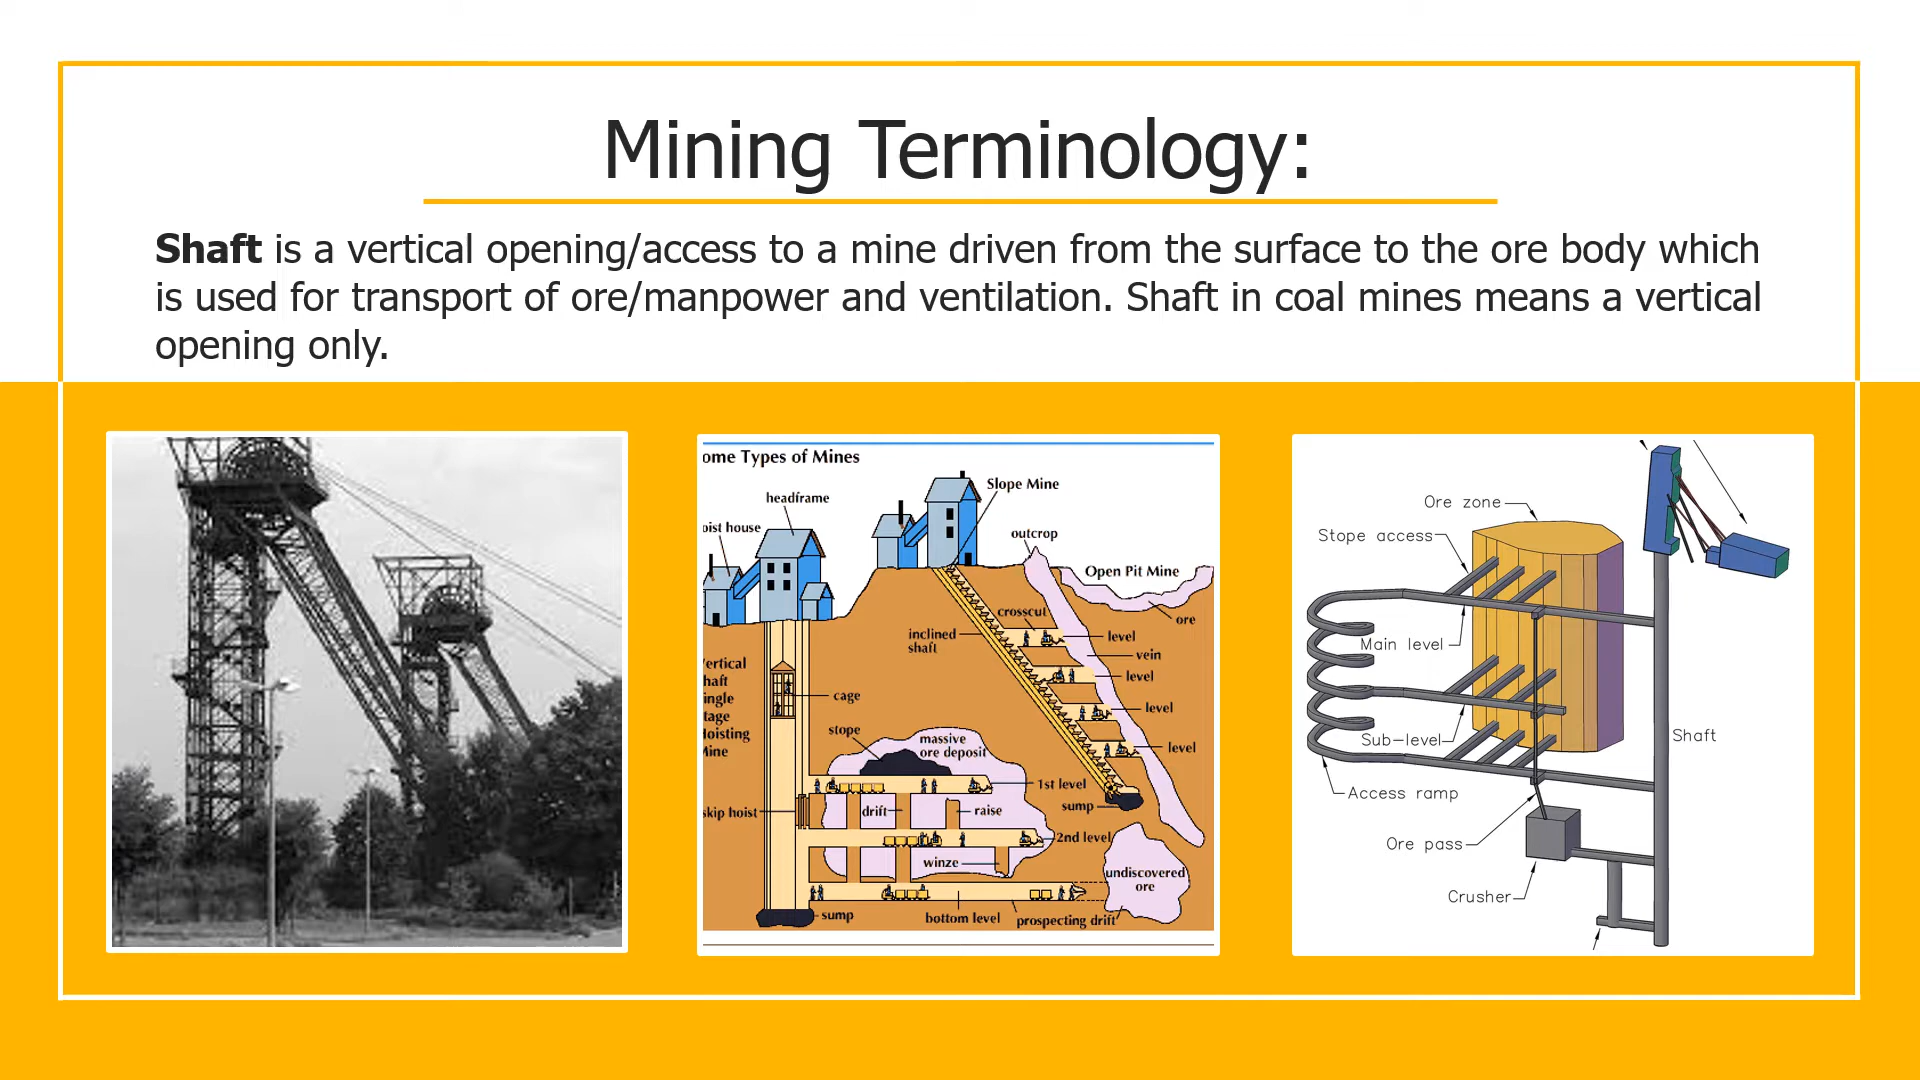 Mining Terminology:
Shaft is a vertical opening/access to a mine driven from the surface to the ore body which
is used for transport of ore/manpower and ventilation. Shaft in coal mines means a vertical
opening only.
ome Types of Mines
headframe
oist house
Slope Mine
outcrop
Open Pit Mine
ore
crosscut
inclined
shaft
level
vein
level
level
level
ertical
haft
ingle
tage
Hoisting
Mine
cage
stope
massive
ore deposit
1st level
sump
skip hoist
drift
raise
2nd level
winze
undiscovered
ore
sump
bottom level
prospecting drift
Ore zone
Stope access
Main level
Sub-level
Shaft
Access ramp
Ore pass
Crusher